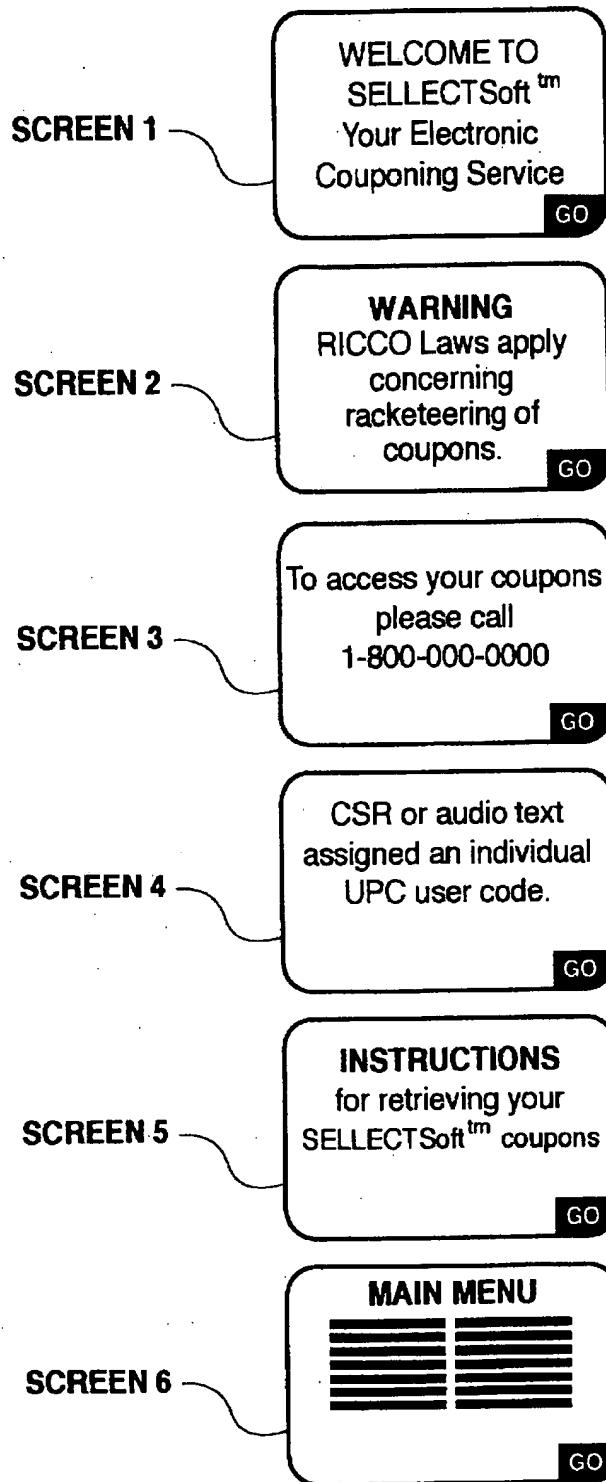 SCREEN 1
WELCOME TO
SELLECTSoft tm
Your Electronic
Couponing Service
GO
SCREEN 2
WARNING
RICCO Laws apply
concerning
racketeering of
coupons.
GO
SCREEN 3
To access your coupons
please call
1-800-000-0000
GO
SCREEN 4
CSR or audio text
assigned an individual
UPC user code.
GO
SCREEN 5
INSTRUCTIONS
for retrieving your
SELLECTSoft tm coupons
GO
SCREEN 6
MAIN MENU
GO